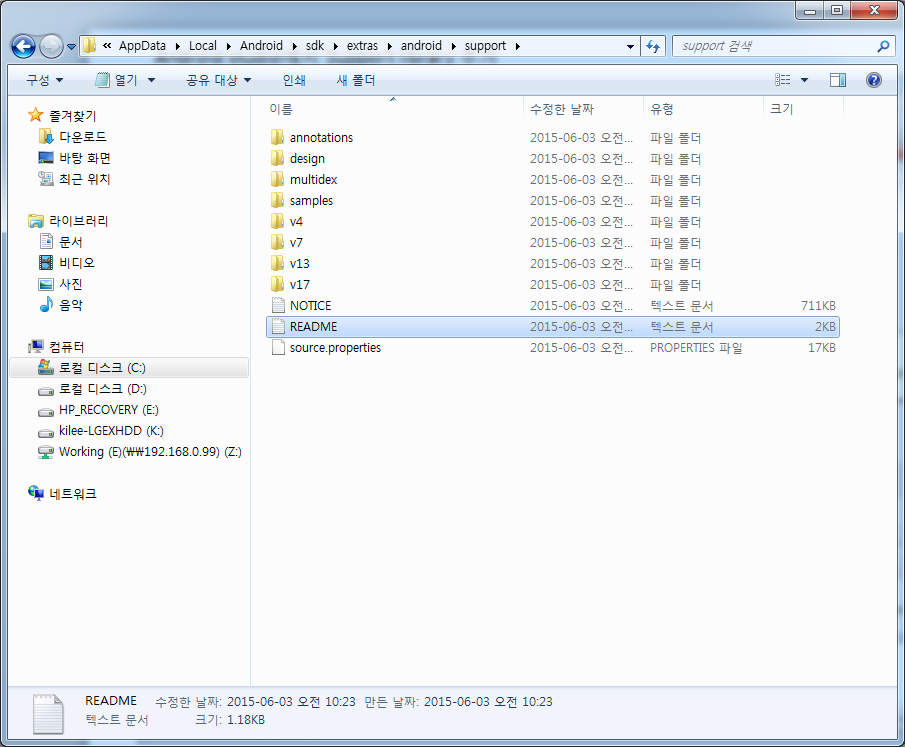 « AppData ▸ Local ▸ Android ▸ sdk ▸ extras ▸ android ▸ support ▸
support 검색
구성 열기 공유 대상 인쇄 새 폴더
즐겨찾기
다운로드
바탕 화면
최근 위치
라이브러리
문서
비디오
사진
음악
컴퓨터
로컬 디스크 (C:)
로컬 디스크 (D:)
HP_RECOVERY (E:)
kilee-LGEXHDD (K:)
Working (E)(₩₩192.168.0.99) (Z:)
네트워크
이름 수정한 날짜 유형 크기
annotations 2015-06-03 오전... 파일 폴더
design 2015-06-03 오전... 파일 폴더
multidex 2015-06-03 오전... 파일 폴더
samples 2015-06-03 오전... 파일 폴더
v4 2015-06-03 오전... 파일 폴더
v7 2015-06-03 오전... 파일 폴더
v13 2015-06-03 오전... 파일 폴더
v17 2015-06-03 오전... 파일 폴더
NOTICE 2015-06-03 오전... 텍스트 문서 711KB
README 2015-06-03 오전... 텍스트 문서 2KB
source.properties 2015-06-03 오전... PROPERTIES 파일 17KB
README 수정한 날짜: 2015-06-03 오전 10:23 만든 날짜: 2015-06-03 오전 10:23
텍스트 문서 크기: 1.18KB